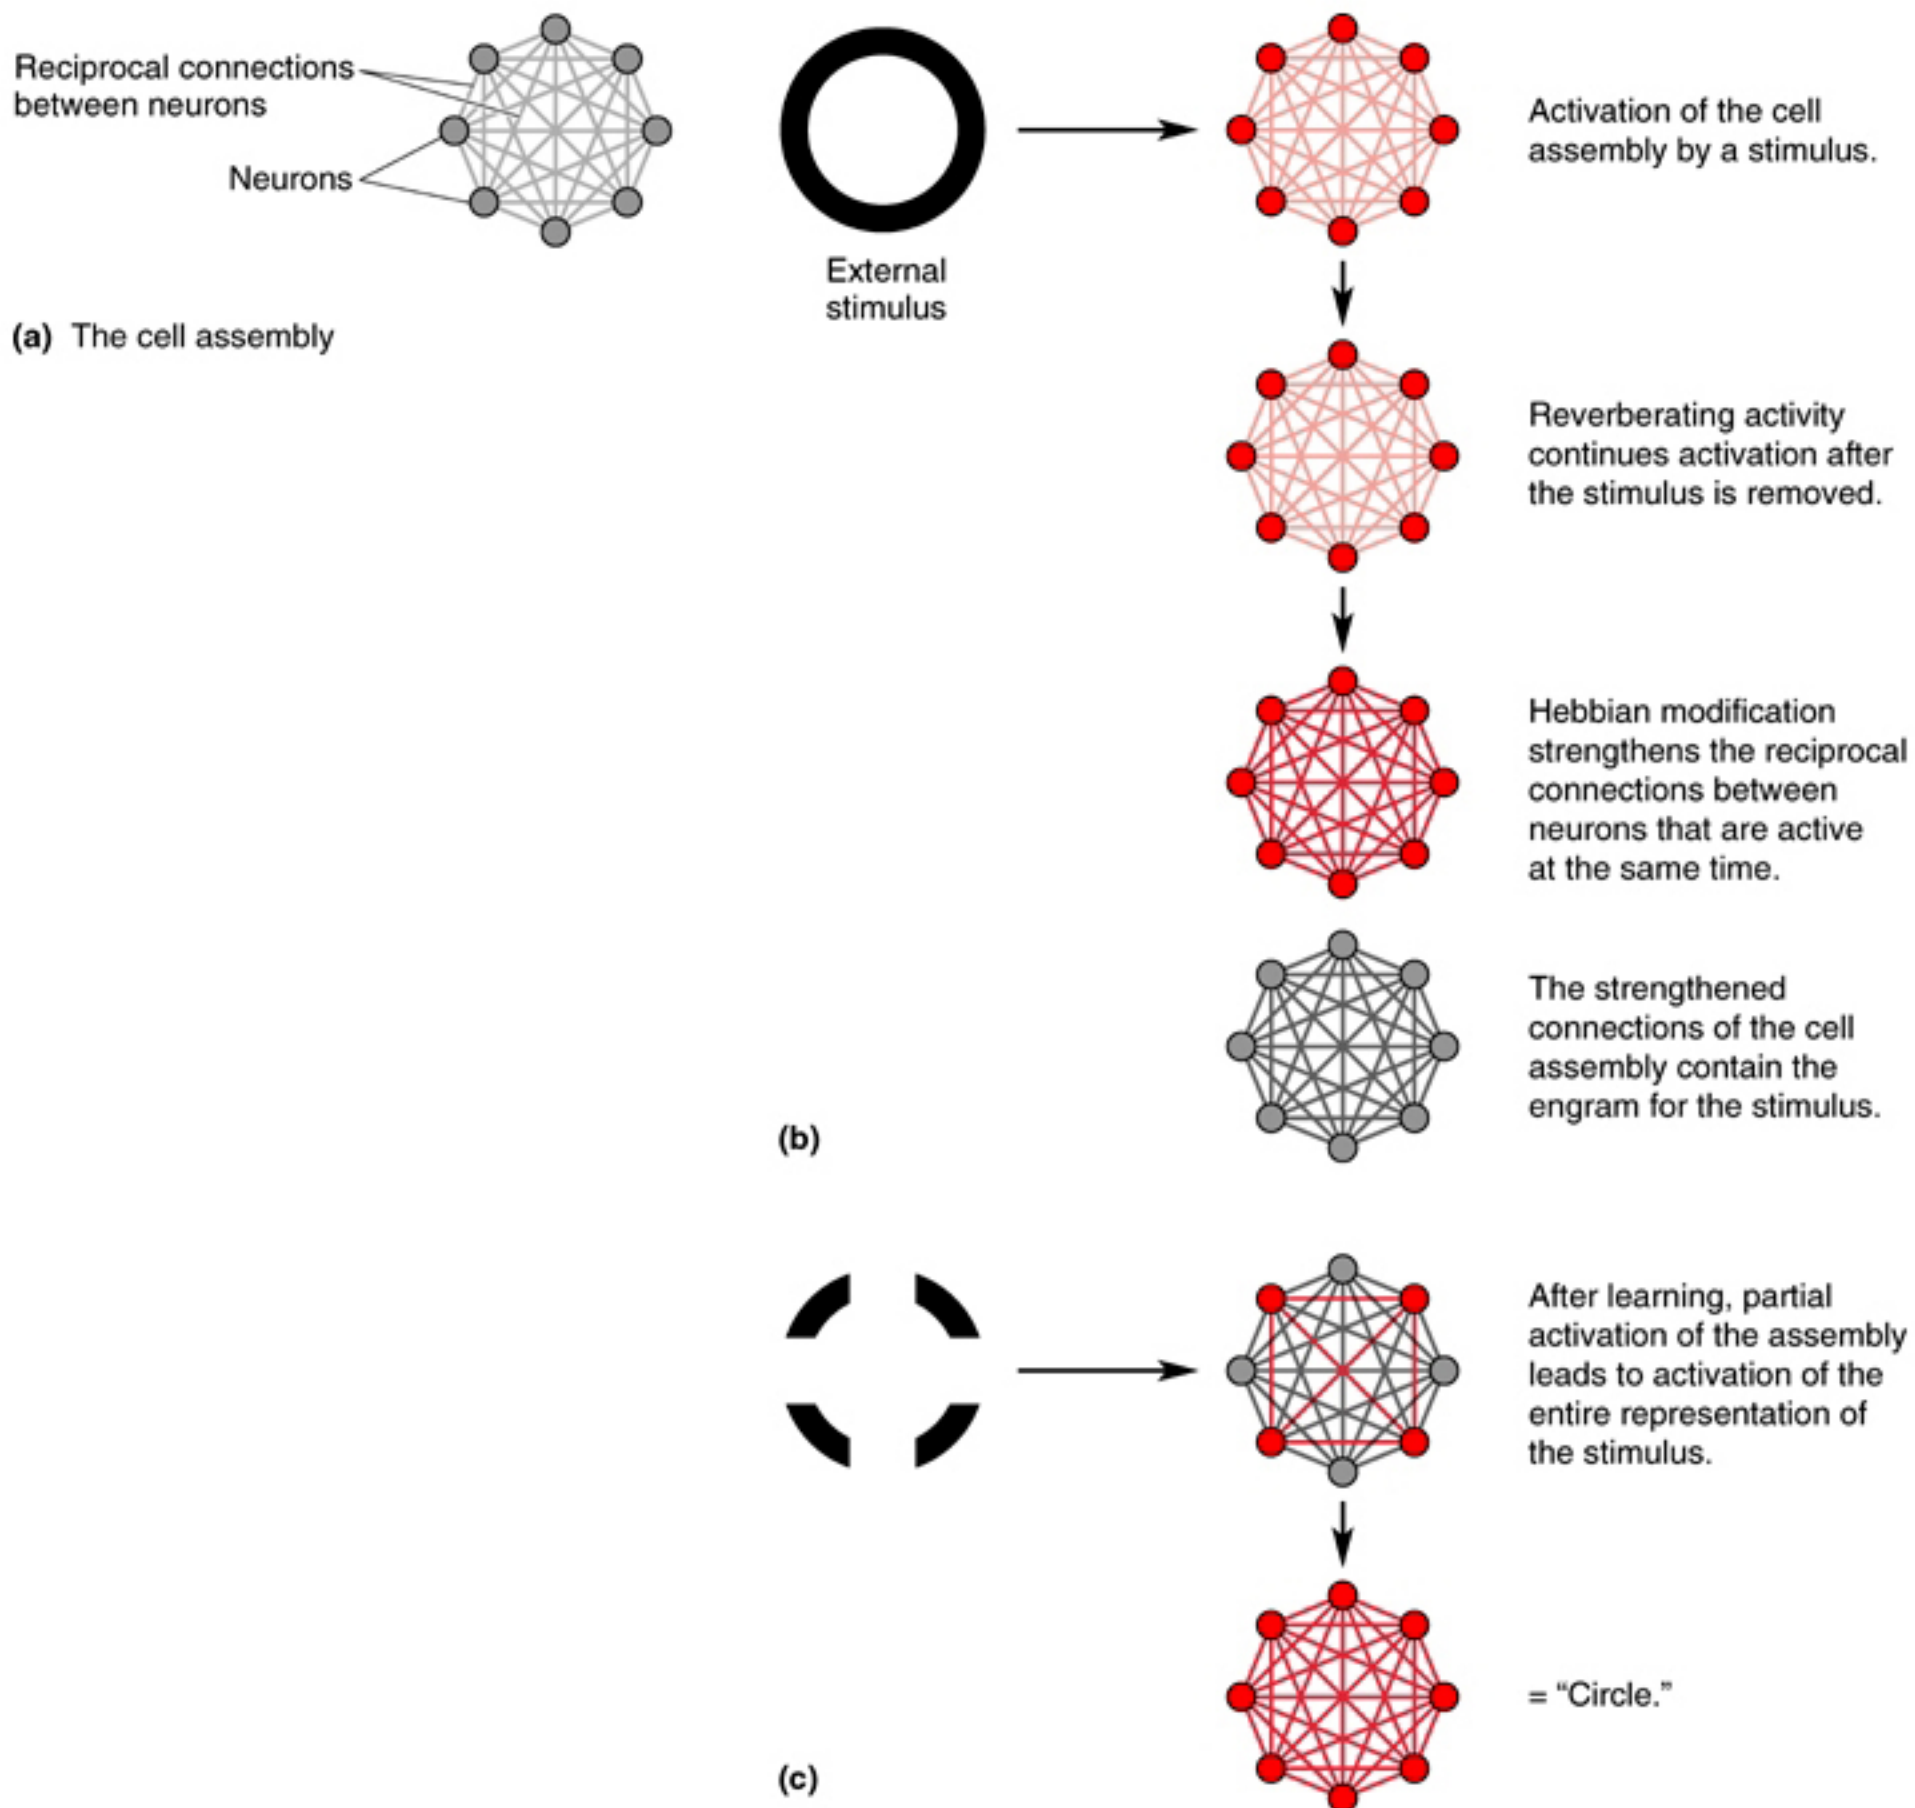 Reciprocal connections
between neurons
Neurons
(a) The cell assembly
External
stimulus
Activation of the cell
assembly by a stimulus.
Reverberating activity
continues activation after
the stimulus is removed.
Hebbian modification
strengthens the reciprocal
connections between
neurons that are active
at the same time.
The strengthened
connections of the cell
assembly contain the
engram for the stimulus.
(b)
After learning, partial
activation of the assembly
leads to activation of the
entire representation of
the stimulus.
= “Circle.”
(c)